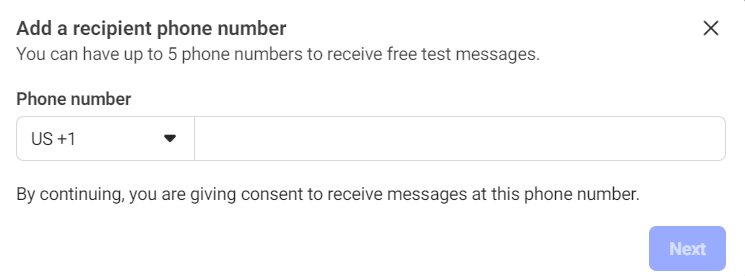 Add a recipient phone number
You can have up to 5 phone numbers to receive free test messages.
Phone number
US +1
By continuing, you are giving consent to receive messages at this phone number.
Next